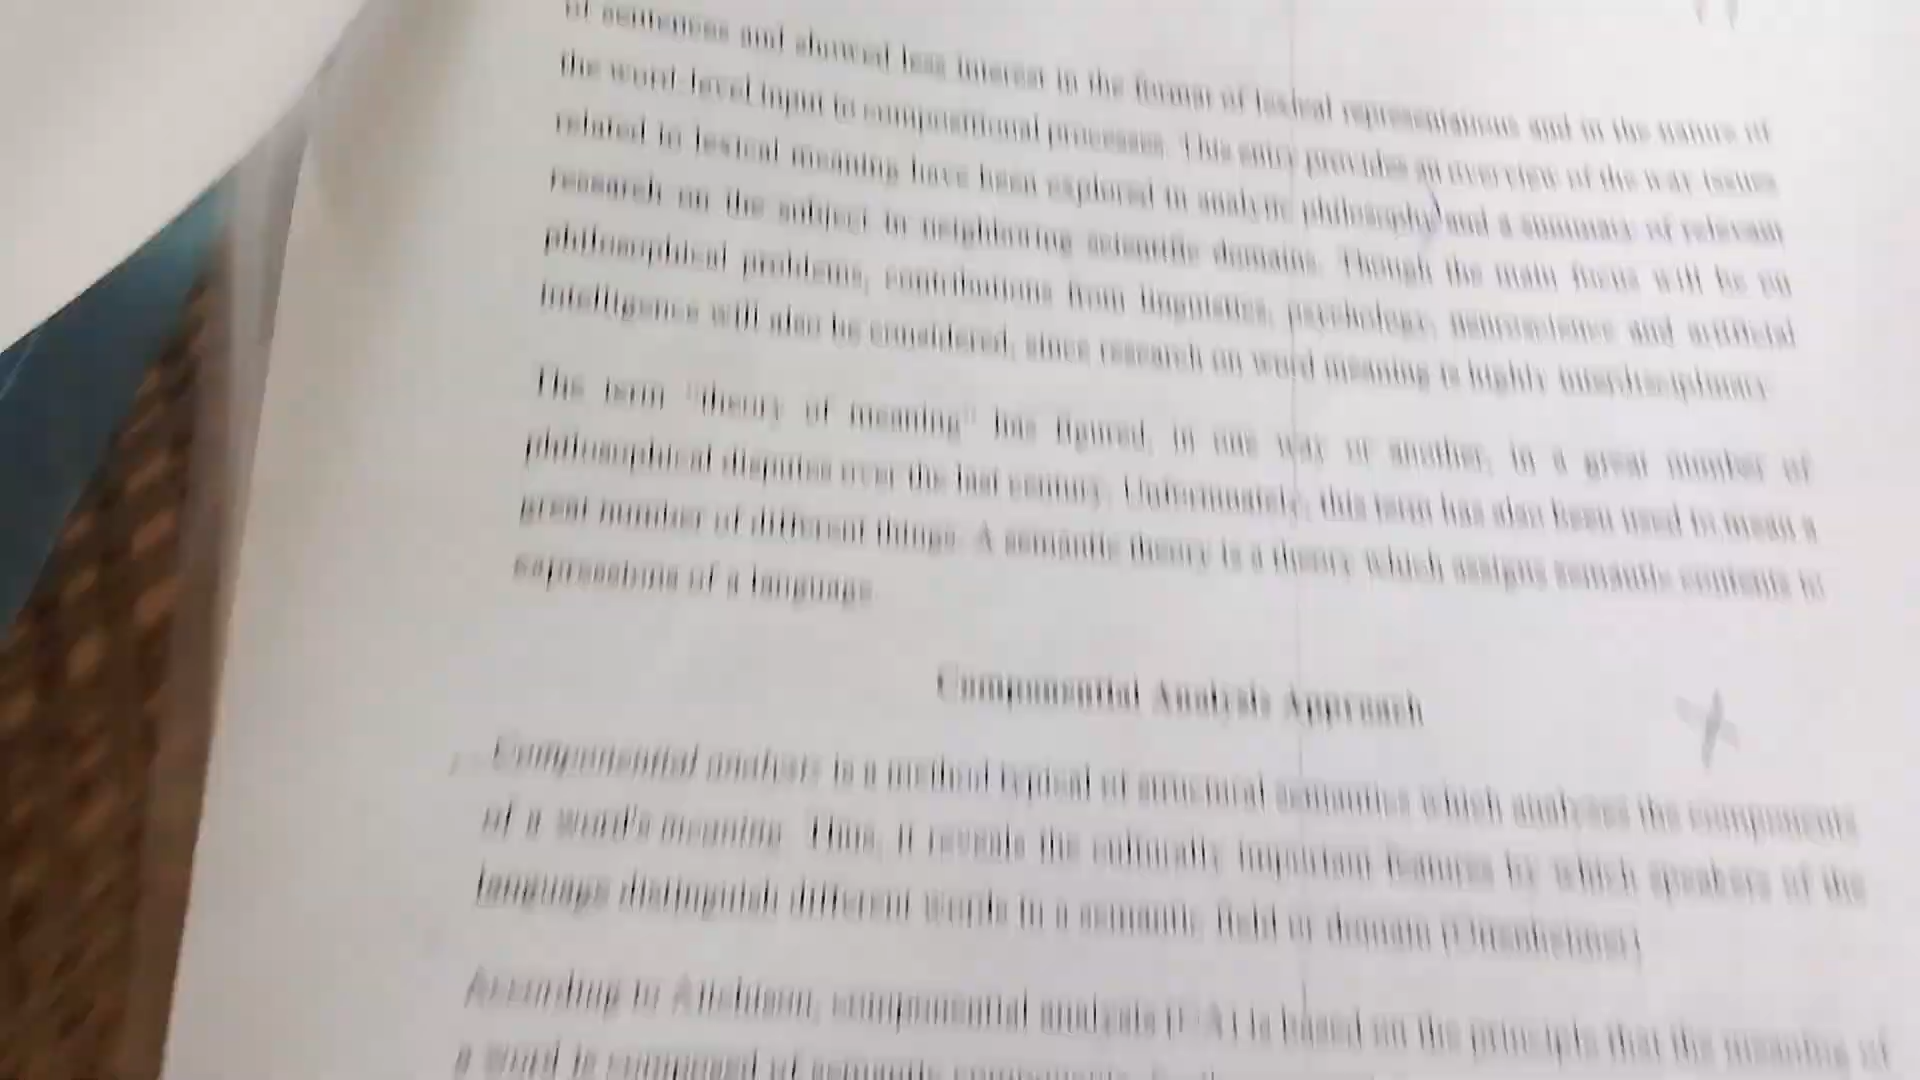 of sentences and showed less interest in the format of lexical representations and in the nature of
the word-level input to compositional processes. This entry provides an overview of the way issues
related to lexical meaning have been explored in analytic philosophy and a summary of relevant
research on the subject in neighboring scientific domains. Though the main focus will be on
philosophical problems, contributions from linguistics, psychology, neuroscience and artificial
intelligence will also be considered, since research on word meaning is highly interdisciplinary.
The term "theory of meaning" has figured, in one way or another, in a great number of
philosophical disputes over the last century. Unfortunately, this term has also been used to mean a
great number of different things. A semantic theory is a theory which assigns semantic contents to
expressions of a language.
Componential Analysis Approach
Componential analysis is a method typical of structural semantics which analyzes the components
of a word's meaning. Thus, it reveals the culturally important features by which speakers of the
language distinguish different words in a semantic field or domain (Ottenheimer)
According to Aitchison, componential analysis (CA) is based on the principle that the meaning of
a word is composed of semantic components.